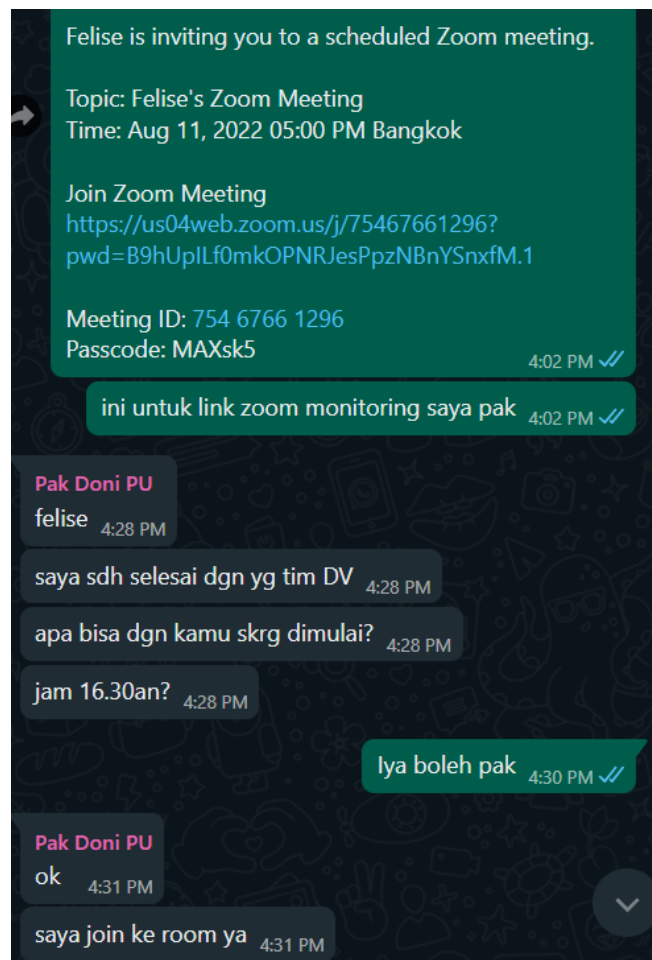 Felise is inviting you to a scheduled Zoom meeting.
Topic: Felise's Zoom Meeting
Time: Aug 11, 2022 05:00 PM Bangkok
Join Zoom Meeting
https://us04web.zoom.us/j/75467661296?
pwd=B9hUpILf0mkOPNRJesPpzNBnYSnxfM.1
Meeting ID: 754 6766 1296
Passcode: MAXsk5
4:02 PM
ini untuk link zoom monitoring saya pak 4:02 PM
Pak Doni PU
felise 4:28 PM
saya sdh selesai dgn yg tim DV 4:28 PM
apa bisa dgn kamu skrg dimulai? 4:28 PM
jam 16.30an? 4:28 PM
Iya boleh pak 4:30 PM
Pak Doni PU
ok 4:31 PM
saya join ke room ya 4:31 PM